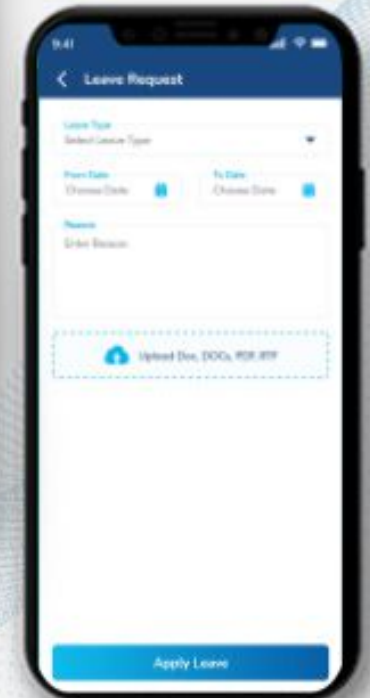 9:41
Leave Request
Leave Type
Select Leave Type
From Date
To Date
Choose Date
Choose Date
Reason
Enter Reason
Upload Doc, DOCs, PDF, RTF
Apply Leave